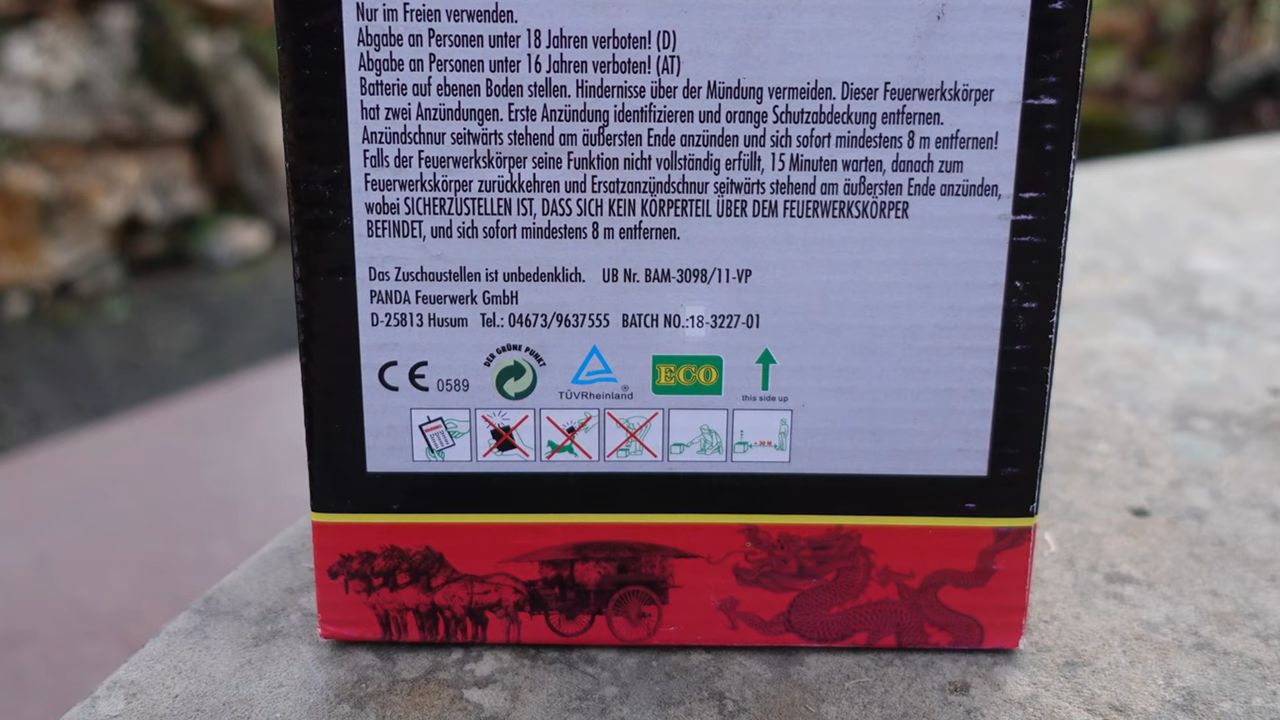 Nur im Freien verwenden.
Abgabe an Personen unter 18 Jahren verboten! (D)
Abgabe an Personen unter 16 Jahren verboten! (AT)
Batterie auf ebenen Boden stellen. Hindernisse über der Mündung vermeiden. Dieser Feuerwerkskörper
hat zwei Anzündungen. Erste Anzündung identifizieren und orange Schutzabdeckung entfernen.
Anzündschnur seitwärts stehend am äußersten Ende anzünden und sich sofort mindestens 8 m entfernen!
Falls der Feuerwerkskörper seine Funktion nicht vollständig erfüllt, 15 Minuten warten, danach zum
Feuerwerkskörper zurückkehren und Ersatzanzündschnur seitwärts stehend am äußersten Ende anzünden,
wobei SICHERZUSTELLEN IST, DASS SICH KEIN KÖRPERTEIL ÜBER DEM FEUERWERKSKÖRPER
BEFINDET, und sich sofort mindestens 8 m entfernen.
Das Zuschaustellen ist unbedenklich. UB Nr. BAM-3098/11-VP
PANDA Feuerwerk GmbH
D-25813 Husum Tel.: 04673/9637555 BATCH NO.:18-3227-01
CE 0589 DER GRÜNE PUNKT TÜVRheinland ® ECO this side up